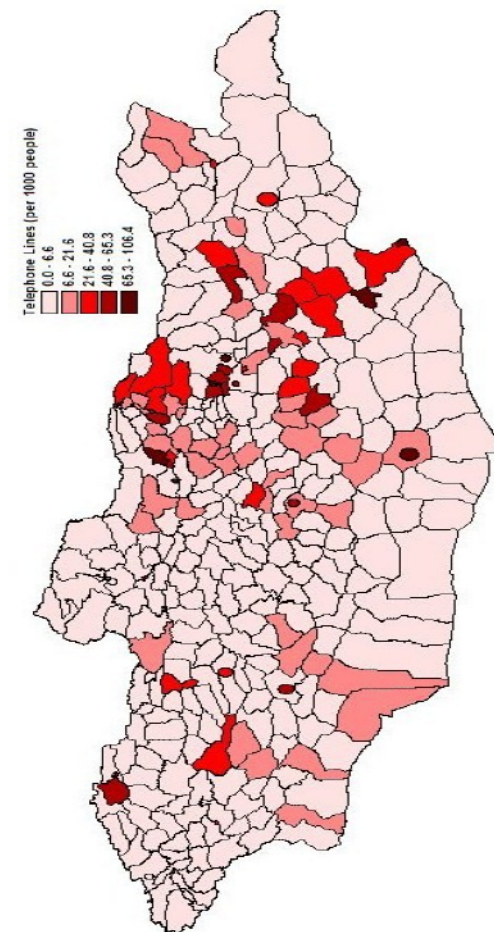 Telephone Lines (per 1000 people)
0.0 - 6.6
6.6 - 21.6
21.6 - 40.8
40.8 - 65.3
65.3 - 106.4